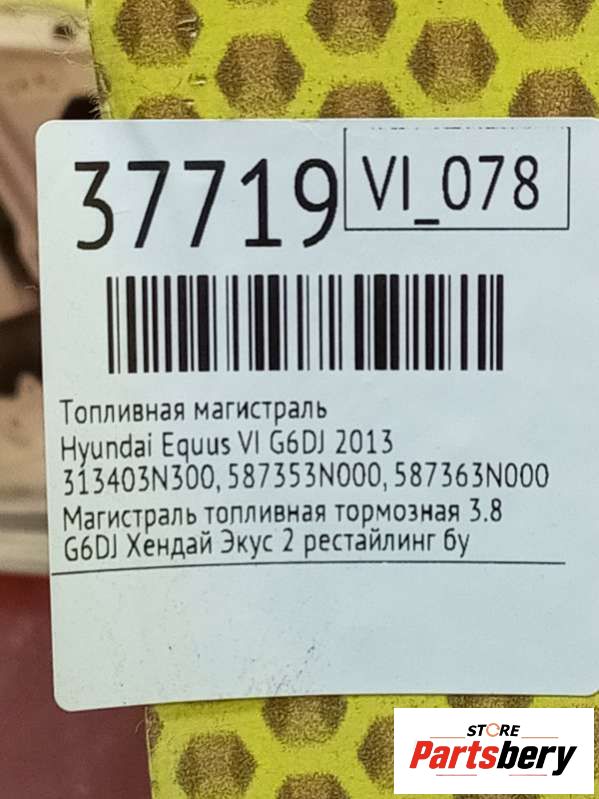 37719
VI_078
Топливная магистраль
Hyundai Equus VI G6DJ 2013
313403N300, 587353N000, 587363N000
Магистраль топливная тормозная 3.8
G6DJ Хендай Экус 2 рестайлинг бу
STORE
Partsbery